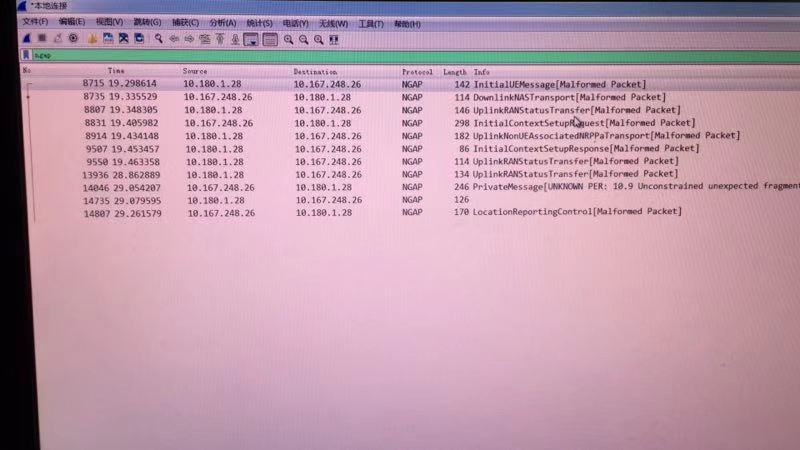 *本地连接
文件(F) 编辑(E) 视图(V) 跳转(G) 捕获(C) 分析(A) 统计(S) 电话(Y) 无线(W) 工具(T) 帮助(H)
ngap
No Time Source Destination Protocol Length Info
8715 19.298614 10.180.1.28 10.167.248.26 NGAP 142 InitialUEMessage[Malformed Packet]
8735 19.335529 10.167.248.26 10.180.1.28 NGAP 114 DownlinkNASTransport[Malformed Packet]
8807 19.348305 10.180.1.28 10.167.248.26 NGAP 146 UplinkRANStatusTransfer[Malformed Packet]
8831 19.405982 10.167.248.26 10.180.1.28 NGAP 298 InitialContextSetupRequest[Malformed Packet]
8914 19.434148 10.180.1.28 10.167.248.26 NGAP 182 UplinkNonUEAssociatedNRPPaTransport[Malformed Packet]
9507 19.453457 10.180.1.28 10.167.248.26 NGAP 86 InitialContextSetupResponse[Malformed Packet]
9550 19.463358 10.180.1.28 10.167.248.26 NGAP 114 UplinkRANStatusTransfer[Malformed Packet]
13936 28.862889 10.180.1.28 10.167.248.26 NGAP 134 UplinkRANStatusTransfer[Malformed Packet]
14046 29.054207 10.167.248.26 10.180.1.28 NGAP 246 PrivateMessage[UNKNOWN PER: 10.9 Unconstrained unexpected fragment
14735 29.079595 10.180.1.28 10.167.248.26 NGAP 126
14807 29.261579 10.167.248.26 10.180.1.28 NGAP 170 LocationReportingControl[Malformed Packet]